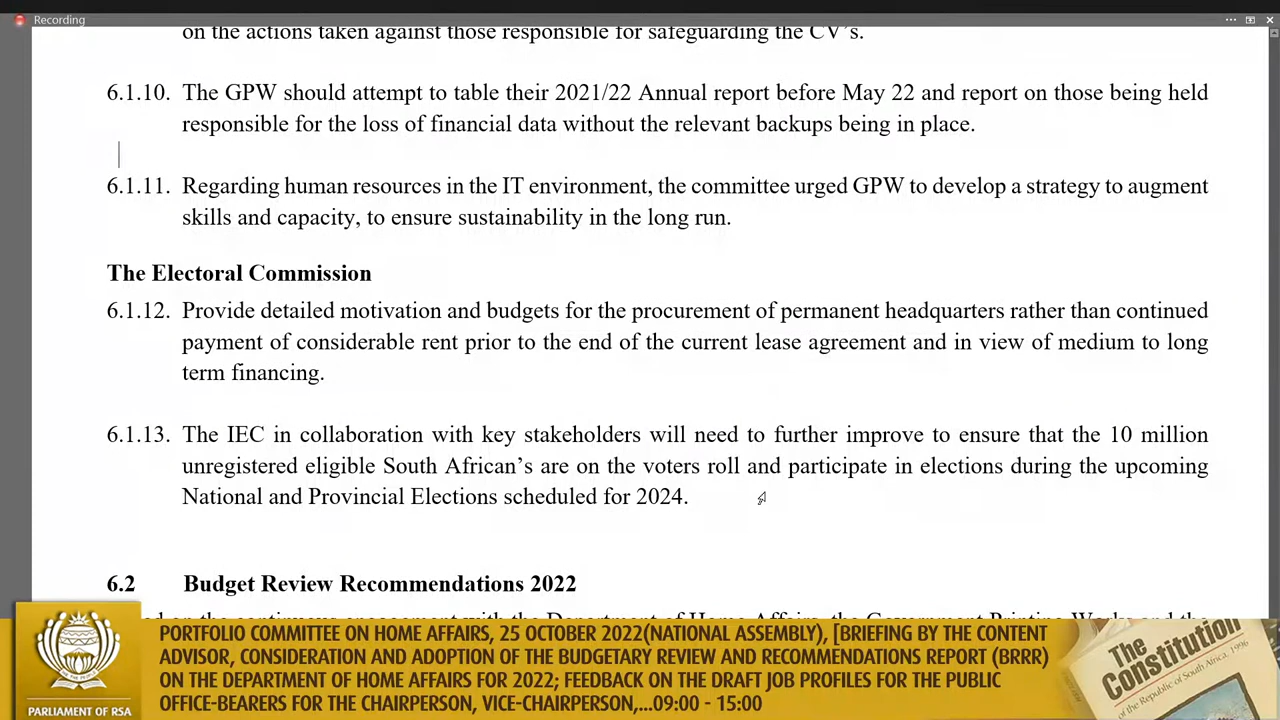 Recording
on the actions taken against those responsible for safeguarding the CV's.
6.1.10. The GPW should attempt to table their 2021/22 Annual report before May 22 and report on those being held
responsible for the loss of financial data without the relevant backups being in place.
6.1.11. Regarding human resources in the IT environment, the committee urged GPW to develop a strategy to augment
skills and capacity, to ensure sustainability in the long run.
The Electoral Commission
6.1.12. Provide detailed motivation and budgets for the procurement of permanent headquarters rather than continued
payment of considerable rent prior to the end of the current lease agreement and in view of medium to long
term financing.
6.1.13. The IEC in collaboration with key stakeholders will need to further improve to ensure that the 10 million
unregistered eligible South African's are on the voters roll and participate in elections during the upcoming
National and Provincial Elections scheduled for 2024.
6.2 Budget Review Recommendations 2022
PORTFOLIO COMMITTEE ON HOME AFFAIRS, 25 OCTOBER 2022(NATIONAL ASSEMBLY), [BRIEFING BY THE CONTENT
ADVISOR, CONSIDERATION AND ADOPTION OF THE BUDGETARY REVIEW AND RECOMMENDATIONS REPORT (BRRR)
ON THE DEPARTMENT OF HOME AFFAIRS FOR 2022; FEEDBACK ON THE DRAFT JOB PROFILES FOR THE PUBLIC
OFFICE-BEARERS FOR THE CHAIRPERSON, VICE-CHAIRPERSON,...09:00 - 15:00
PARLIAMENT OF RSA
The
Constitution
of the Republic of South Africa, 1996